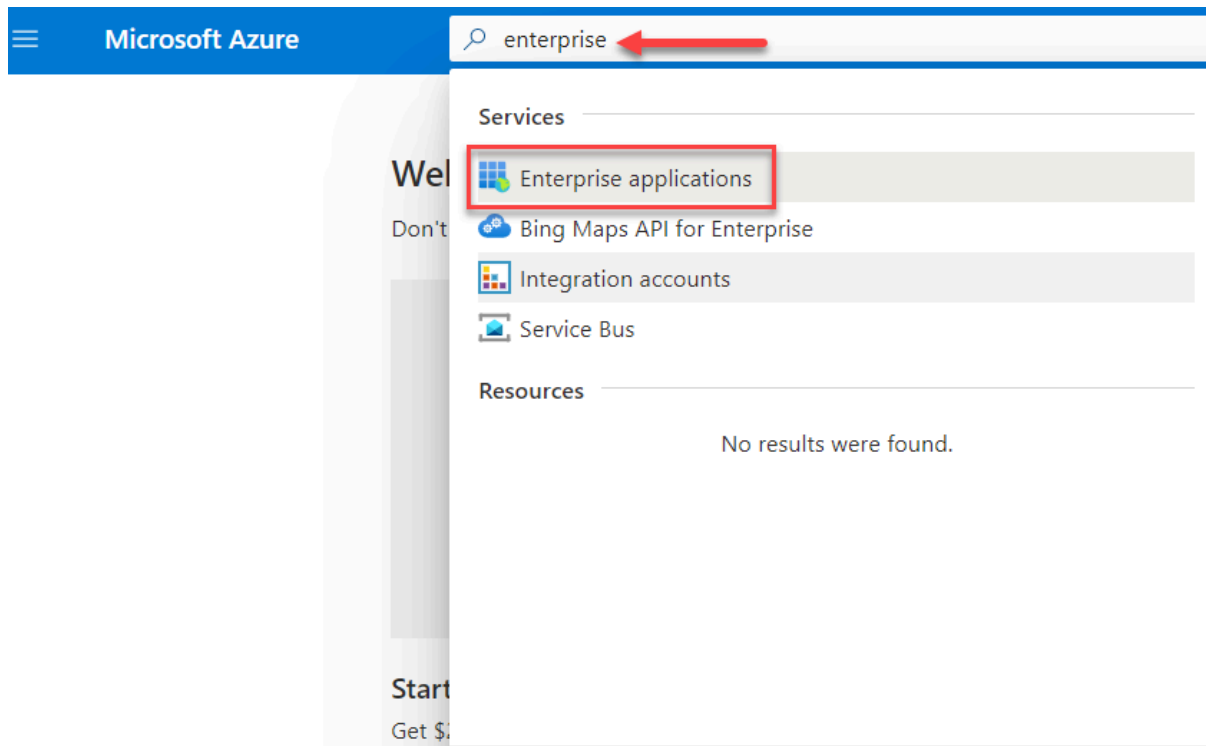 Microsoft Azure
enterprise
Services
Enterprise applications
Bing Maps API for Enterprise
Integration accounts
Service Bus
Resources
No results were found.
Wel
Don't
Start
Get $